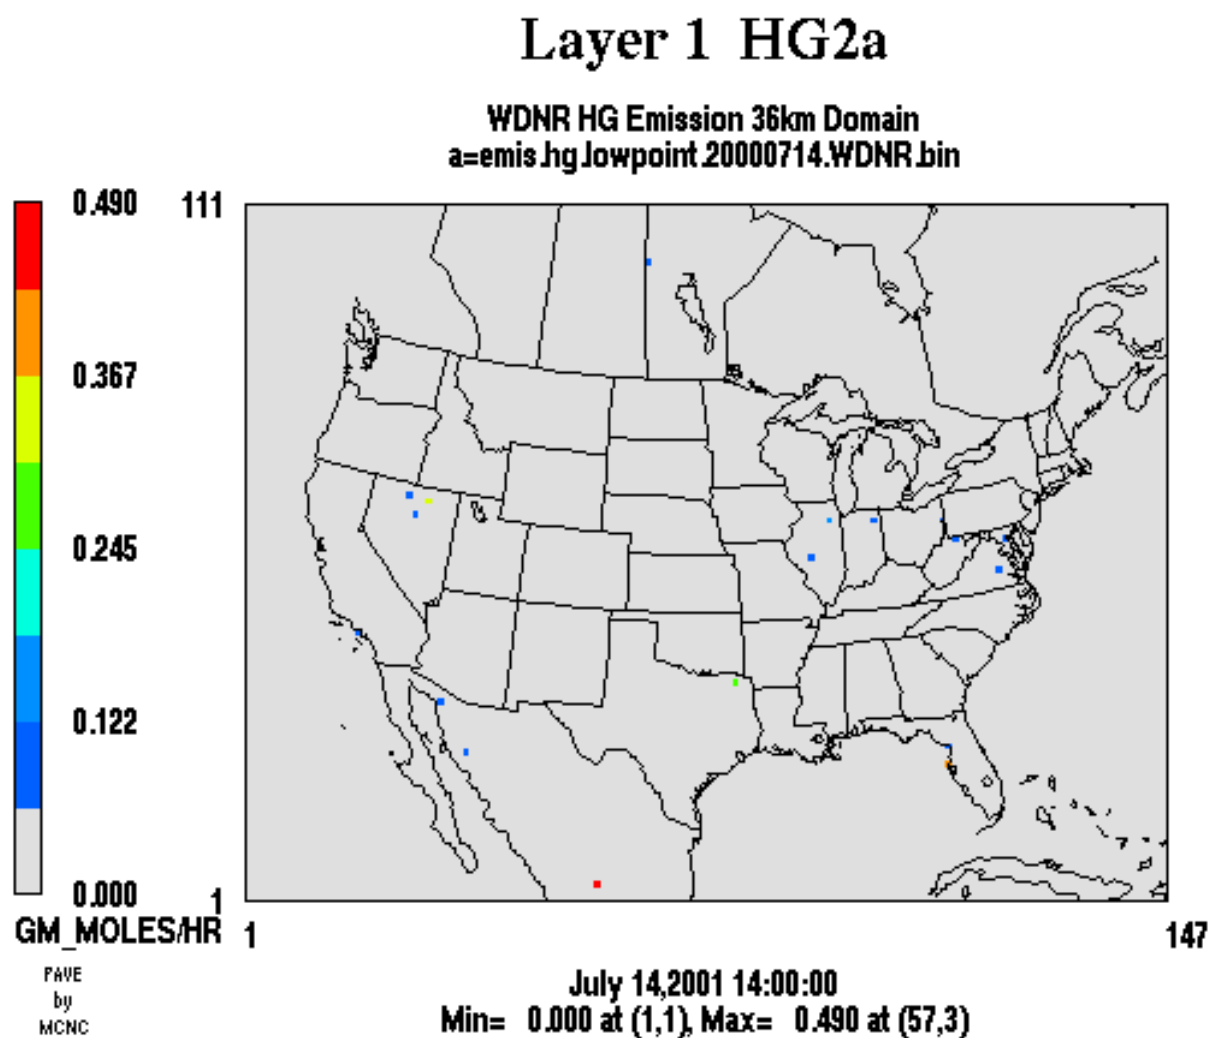 Layer 1 HG2a
WDNR HG Emission 36km Domain
a=emis.hg.lowpoint.20000714.WDNR.bin
0.490
0.367
0.245
0.122
0.000
GM_MOLES/HR
111
1
1
147
PAVE
by
MCNC
July 14,2001 14:00:00
Min= 0.000 at (1,1), Max= 0.490 at (57,3)